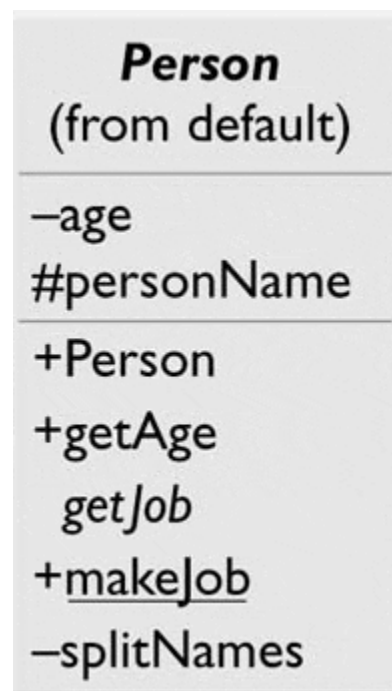 Person
(from default)
–age
#personName
+Person
+getAge
getJob
+makeJob
–splitNames